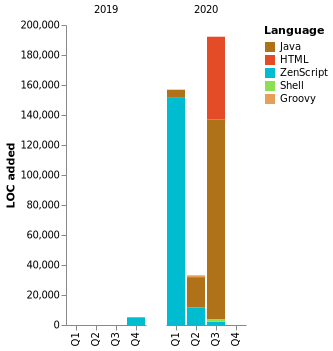 2019
2020
200,000
180,000
160,000
140,000
120,000
100,000
80,000
60,000
40,000
20,000
0
LOC added
Q1
Q2
Q3
Q4
Q1
Q2
Q3
Q4
Language
Java
HTML
ZenScript
Shell
Groovy